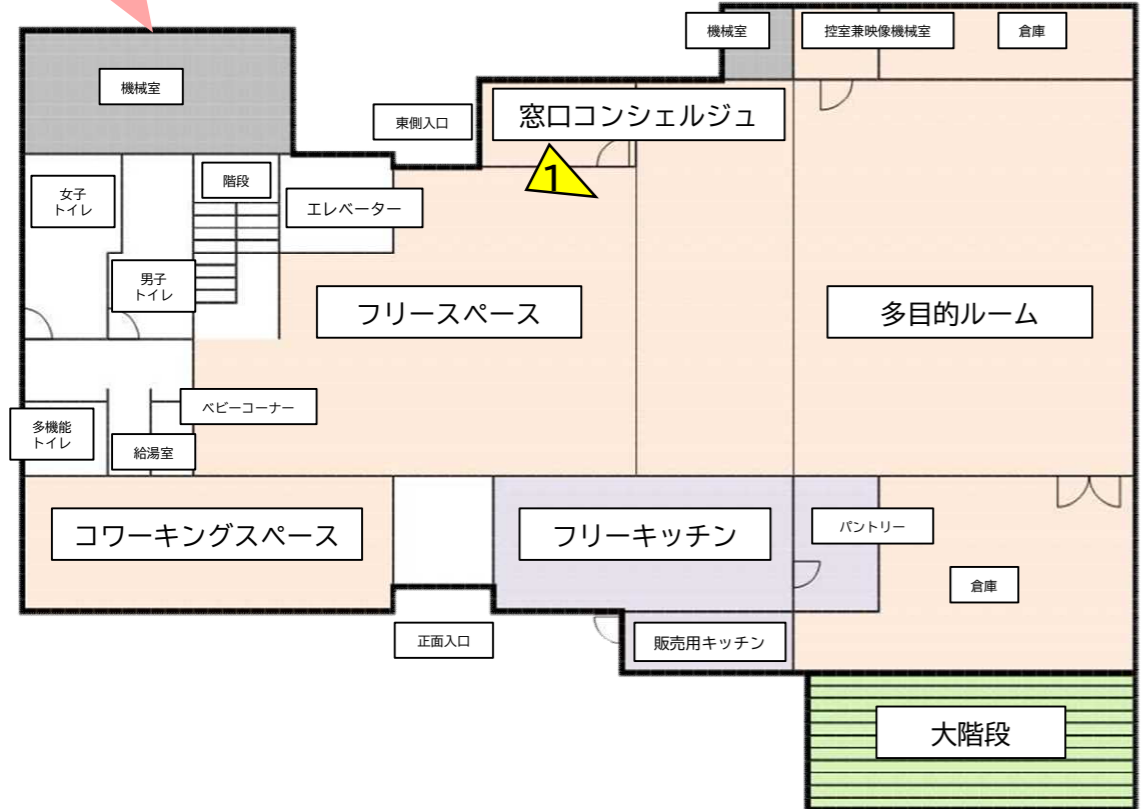 機械室
控室兼映像機械室
倉庫
機械室
窓口コンシェルジュ
東側入口
1
階段
女子
トイレ
エレベーター
男子
トイレ
フリースペース
多目的ルーム
ベビーコーナー
多機能
トイレ
給湯室
コワーキングスペース
フリーキッチン
パントリー
倉庫
正面入口
販売用キッチン
大階段